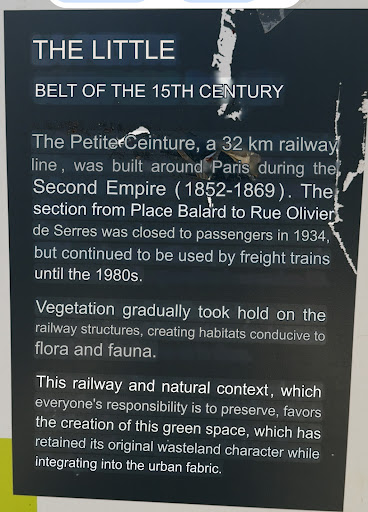 THE LITTLE
BELT OF THE 15TH CENTURY
The Petite Ceinture, a 32 km railway
line, was built around Paris during the
Second Empire (1852-1869). The
section from Place Balard to Rue Olivier
de Serres was closed to passengers in 1934,
but continued to be used by freight trains
until the 1980s.
Vegetation gradually took hold on the
railway structures, creating habitats conducive to
flora and fauna.
This railway and natural context, which
everyone's responsibility is to preserve, favors
the creation of this green space, which has
retained its original wasteland character while
integrating into the urban fabric.